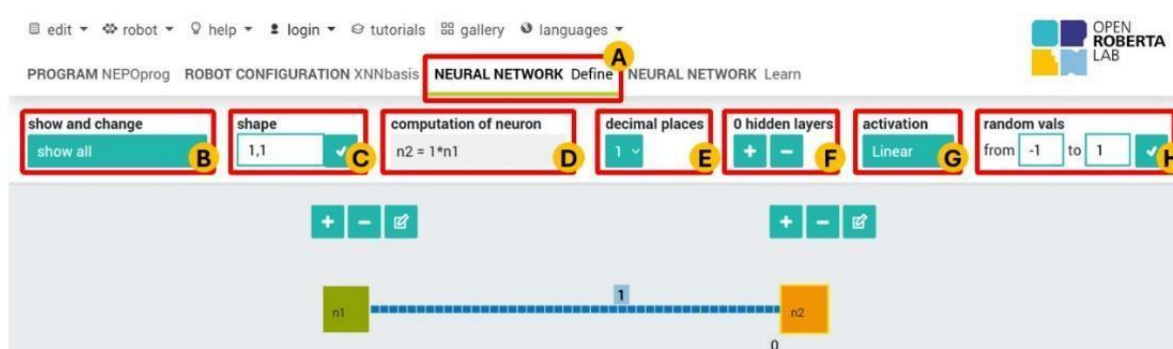 edit robot help login tutorials gallery languages
OPEN
ROBERTA
LAB
PROGRAM NEPOprog ROBOT CONFIGURATION XNNbasis NEURAL NETWORK Define NEURAL NETWORK Learn
A
show and change shape computation of neuron decimal places 0 hidden layers activation random vals
show all 1,1 n2 = 1*n1 1 + - Linear from -1 to 1
B C D E F G H
+ - + -
1
n1 n2
0